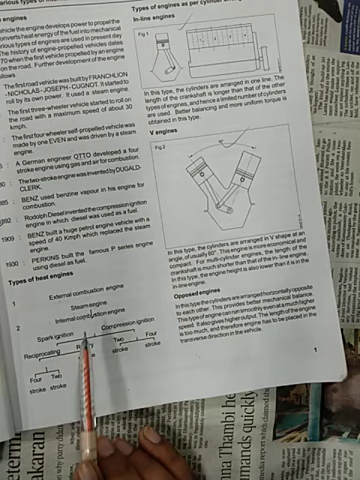 Types of engines as per cylinder arran
In-line engines
Fig 1
In this type, the cylinders are arranged in one line. The
length of the crankshaft is longer than that of the other
types of engines, and hence a limited number of cylinders
are used. Better balancing and more uniform torque is
obtained in this type.
V engines
Fig 2
In this type, the cylinders are arranged in V shape at an
angle, of usually 60°. This engine is more economical and
compact. For multi-cylinder engines, the length of the
crankshaft is much shorter than that of the in- line engine.
In this type, the engine height is also lower than it is in the
in-line engine.
Opposed engines
In this type the cylinders are arranged horizontally opposite
to each other. This provides better mechanical balance.
This type of engine can run smoothly even at a much higher
speed. It also gives higher output. The length of the engine
is too much, and therefore engine has to be placed in the
transverse direction in the vehicle.
1
engines
vehicle the engine develops power to propel the
converts heat energy of the fuel into mechanical
various types of engines are used in present day
The history of engine-propelled vehicles dates
70 when the first vehicle propelled by an engine
on the road. Further development of the engine
The first road vehicle was built by FRANCHLION
-NICHOLAS -JOSEPH- CUGNOT. It started to
roll by its own power. It used a steam engine.
The first three-wheeler vehicle started to roll on
the road with a maximum speed of about 30
kmph.
The first four wheeler self-propelled vehicle was
made by one EVEN and was driven by a steam
engine.
A German engineer OTTO developed a four
stroke engine using gas and air for combustion.
The two-stroke engine was invented by DUGALD-
CLERK.
BENZ used benzine vapour in his engine for
combustion.
Rodolph Diesel invented the compression ignition
engine in which diesel was used as a fuel
1909 : BENZ built a huge petrol engine vehicle with a
speed of 40 Kmph which replaced the steam
engine.
1930 : PERKINS built the famous P series engine
using diesel as fuel.
Types of heat engines
1
External combustion engine
Steam engine
2
Internal combustion engine
Spark ignition
Compression ignition
Reciprocating
Two stroke
Four stroke
Four stroke
Two stroke